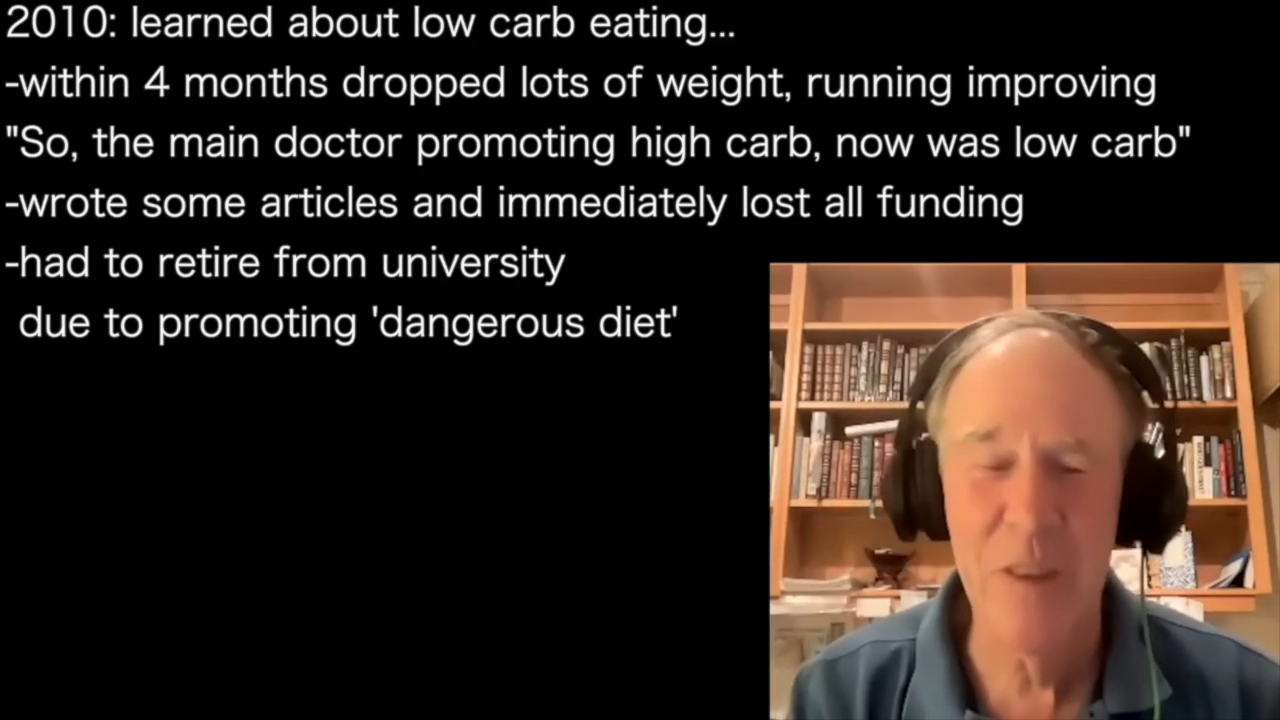 2010: learned about low carb eating...
-within 4 months dropped lots of weight, running improving
"So, the main doctor promoting high carb, now was low carb"
-wrote some articles and immediately lost all funding
-had to retire from university
due to promoting 'dangerous diet'